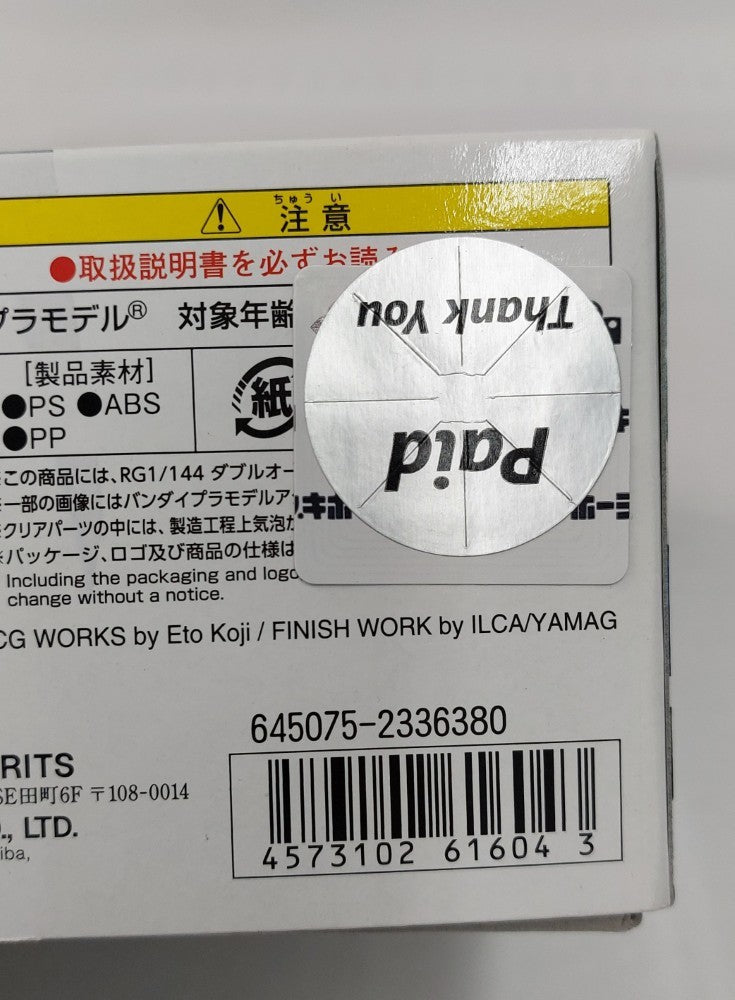 注意
ちゅう い
●取扱説明書を必ずお読み
プラモデル® 対象年齢
[製品素材]
●PS ●ABS
●PP
紙
Thank You
Paid
※この商品には、RG1/144 ダブルオー
※一部の画像にはバンダイプラモデルア
※クリアパーツの中には、製造工程上気泡が
※パッケージ、ロゴ及び商品の仕様は
Including the packaging and logo
change without a notice.
CG WORKS by Eto Koji / FINISH WORK by ILCA/YAMAG
645075-2336380
RITS
SE田町6F 〒108-0014
., LTD.
iba,
4573102 61604 3